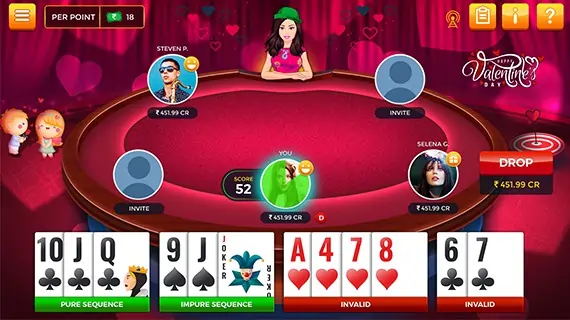 PER POINT ₹ 18
i ?
STEVEN P.
₹ 451.99 CR
HAPPY
Valentine's
DAY
INVITE
YOU
SELENA G
SCORE
52
₹ 451.99 CR
D
INVITE
₹ 451.99 CR
DROP
₹ 451.99 CR
10 J Q
9 J JOKER JOKER
A 4 7 8
6 7
PURE SEQUENCE
IMPURE SEQUENCE
INVALID
INVALID